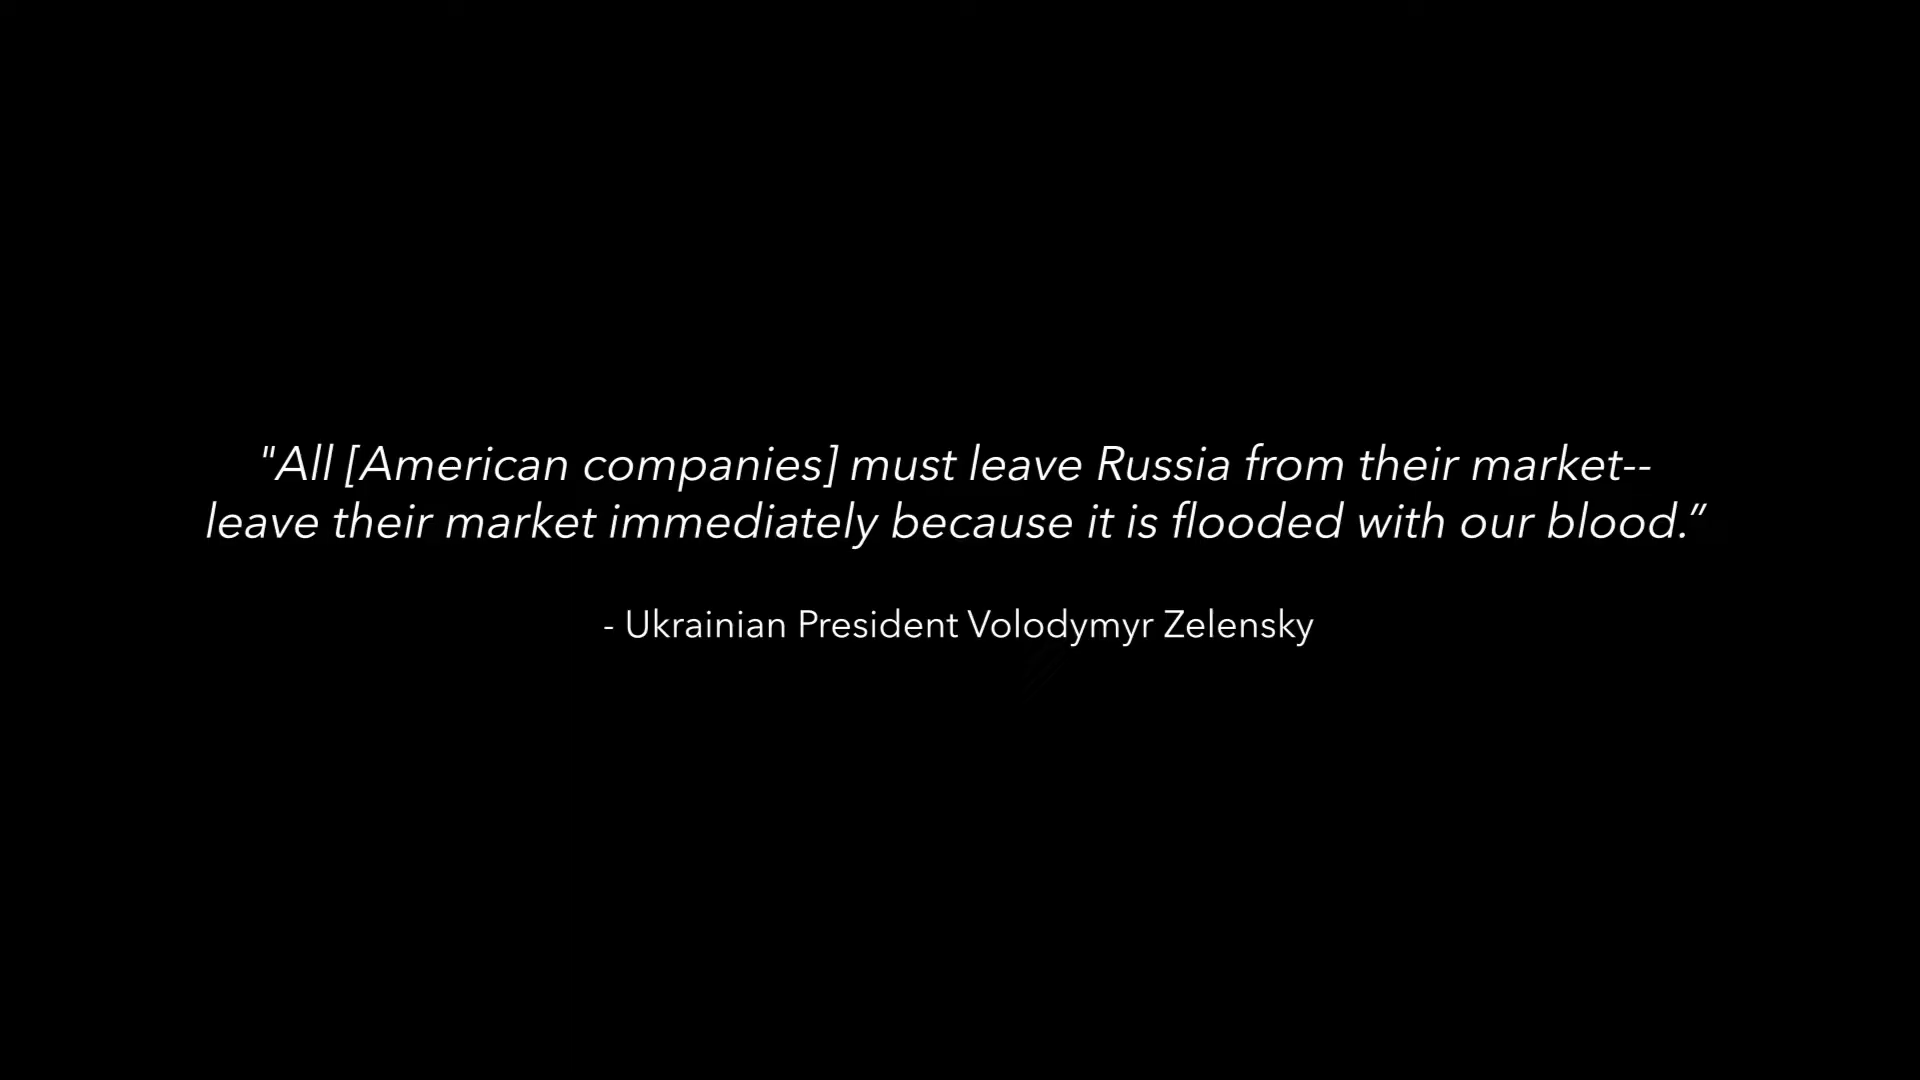 "All [American companies] must leave Russia from their market--
leave their market immediately because it is flooded with our blood.”
- Ukrainian President Volodymyr Zelensky